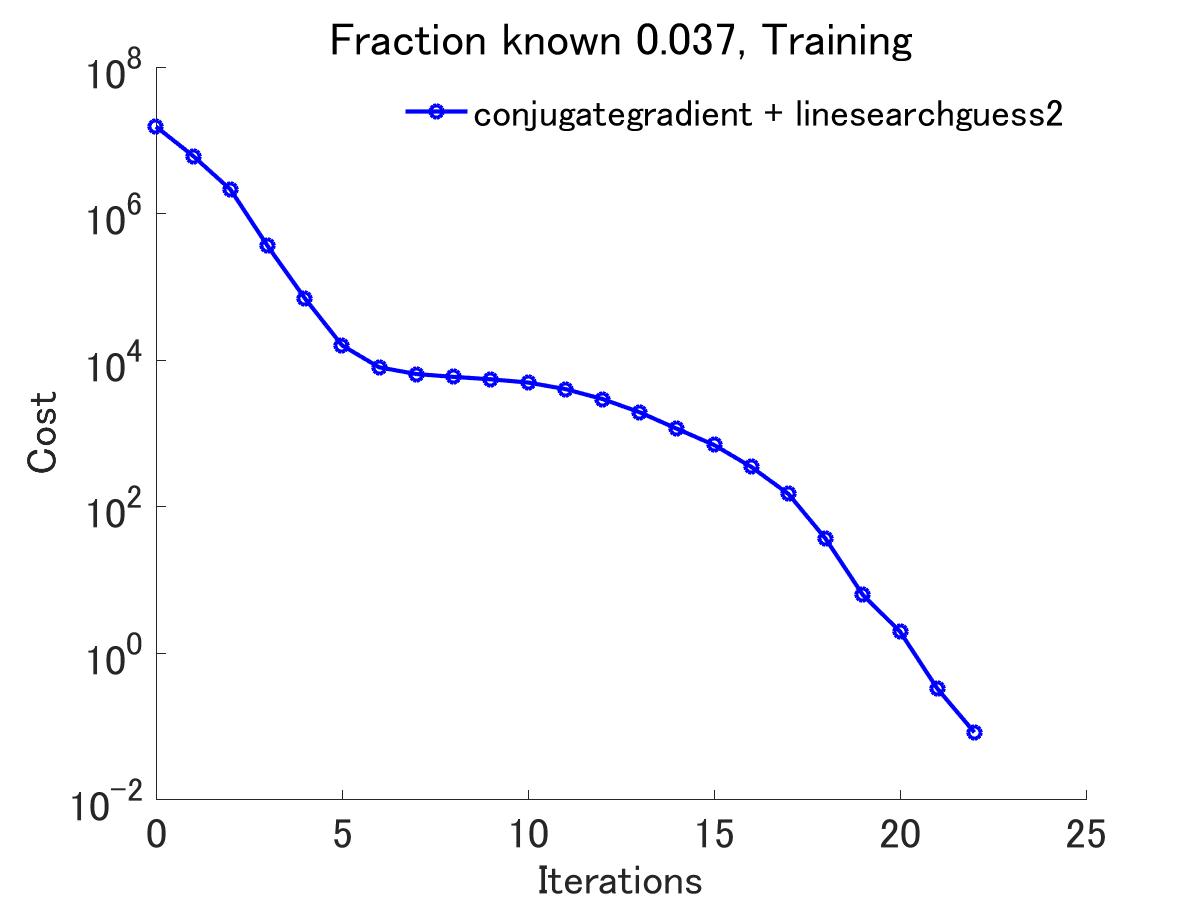 Fraction known 0.037, Training
conjugategradient + linesearchguess2
10^8
10^6
10^4
10^2
10^0
10^-2
Cost
0 5 10 15 20 25
Iterations